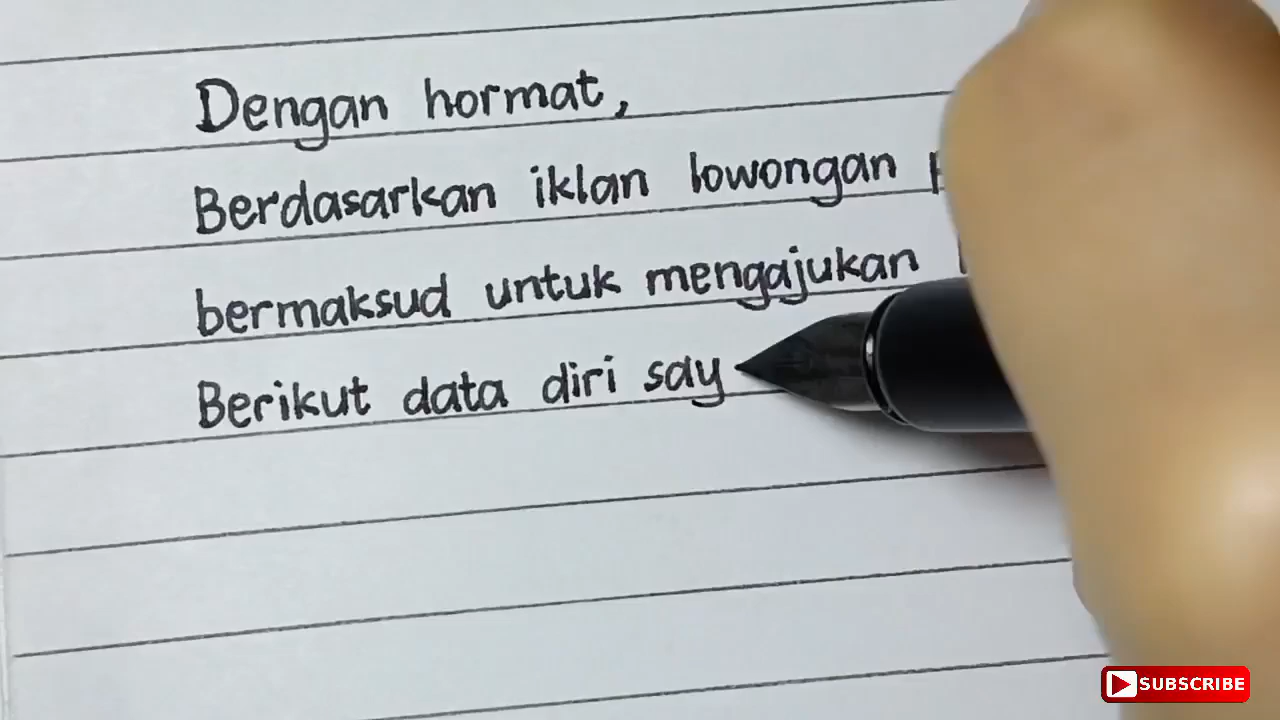 Dengan hormat,
Berdasarkan iklan lowongan
bermaksud untuk mengajukan
Berikut data diri say
SUBSCRIBE